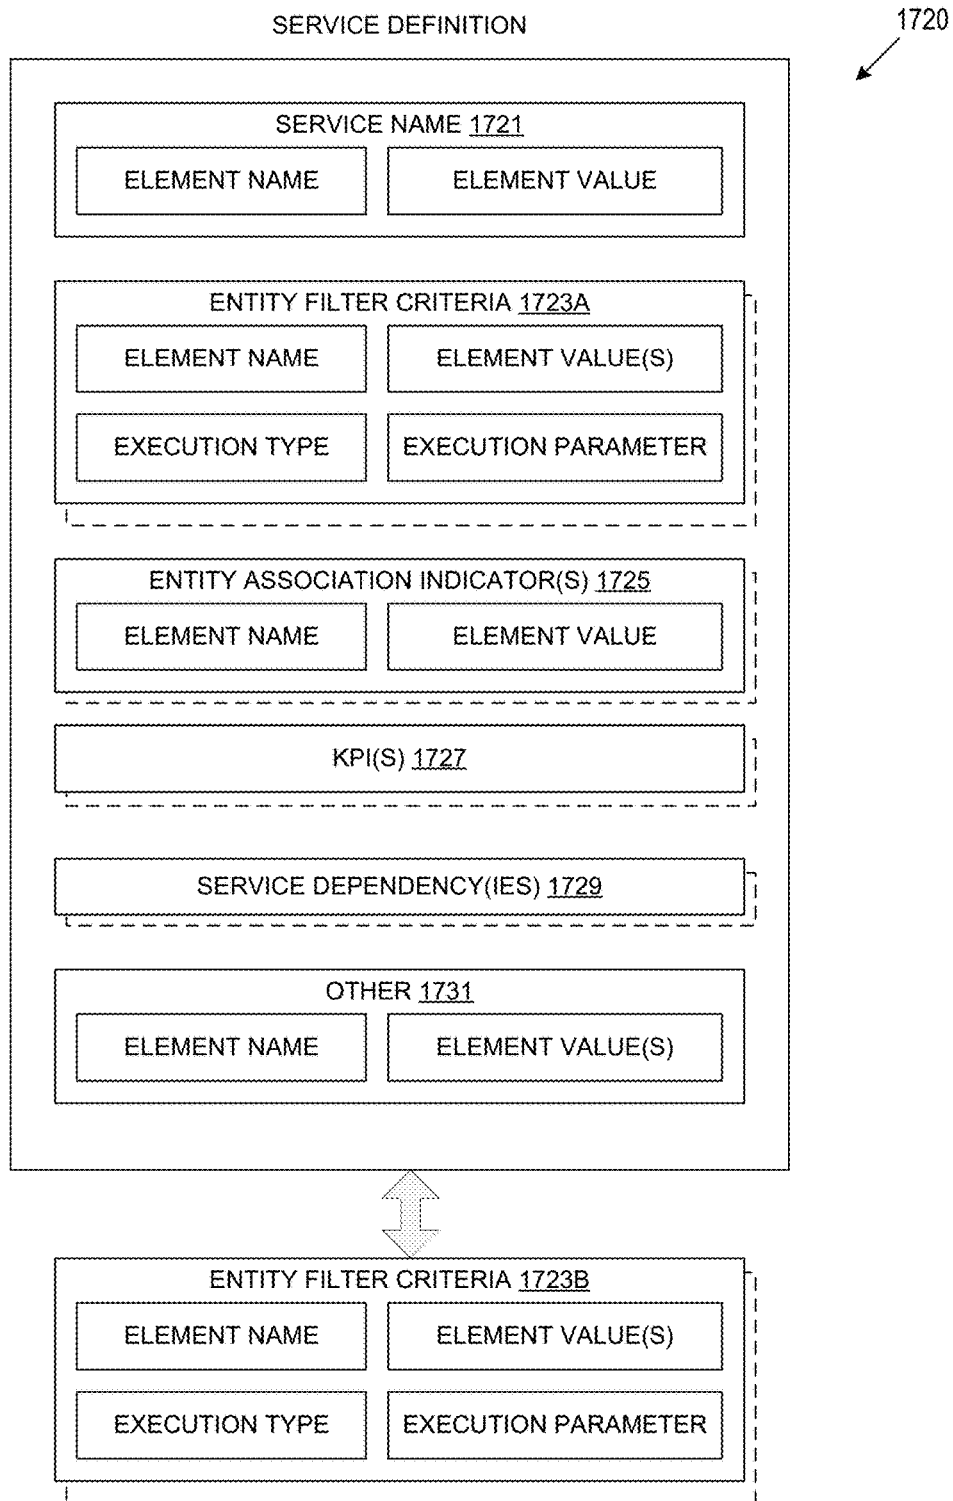 SERVICE DEFINITION
1720
SERVICE NAME 1721
ELEMENT NAME
ELEMENT VALUE
ENTITY FILTER CRITERIA 1723A
ELEMENT NAME
ELEMENT VALUE(S)
EXECUTION TYPE
EXECUTION PARAMETER
ENTITY ASSOCIATION INDICATOR(S) 1725
ELEMENT NAME
ELEMENT VALUE
KPI(S) 1727
SERVICE DEPENDENCY(IES) 1729
OTHER 1731
ELEMENT NAME
ELEMENT VALUE(S)
ENTITY FILTER CRITERIA 1723B
ELEMENT NAME
ELEMENT VALUE(S)
EXECUTION TYPE
EXECUTION PARAMETER